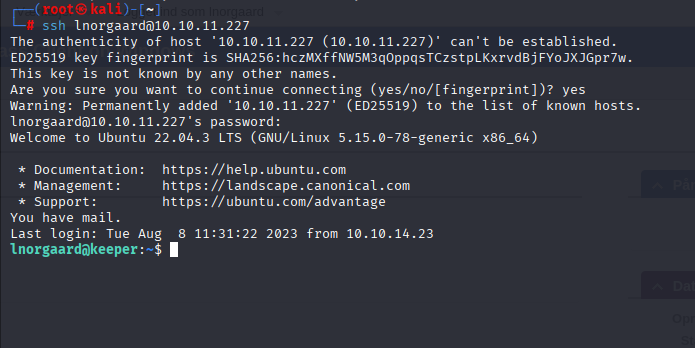 (root㉿kali)-[~]
# ssh lnorgaard@10.10.11.227
The authenticity of host '10.10.11.227 (10.10.11.227)' can't be established.
ED25519 key fingerprint is SHA256:hczMXffNW5M3qOppqsTCzstpLKxrvdBjFYoJXJGpr7w.
This key is not known by any other names.
Are you sure you want to continue connecting (yes/no/[fingerprint])? yes
Warning: Permanently added '10.10.11.227' (ED25519) to the list of known hosts.
lnorgaard@10.10.11.227's password:
Welcome to Ubuntu 22.04.3 LTS (GNU/Linux 5.15.0-78-generic x86_64)
* Documentation:  https://help.ubuntu.com
* Management:     https://landscape.canonical.com
* Support:        https://ubuntu.com/advantage
You have mail.
Last login: Tue Aug  8 11:31:22 2023 from 10.10.14.23
lnorgaard@keeper:~$